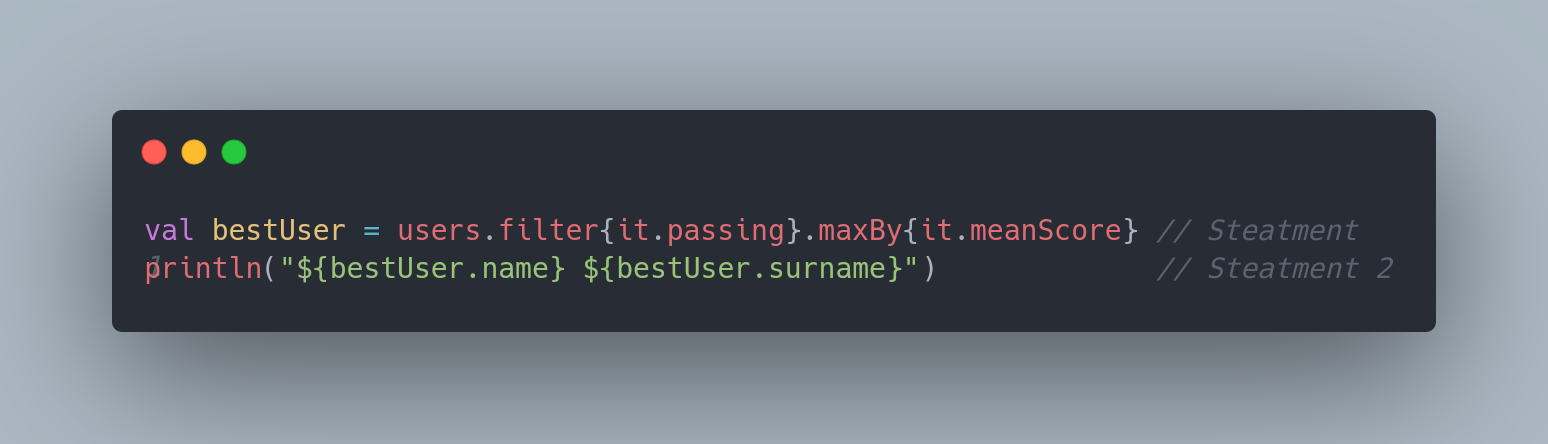 val bestUser = users.filter{it.passing}.maxBy{it.meanScore} // Steatment 1
println("${bestUser.name} ${bestUser.surname}")             // Steatment 2